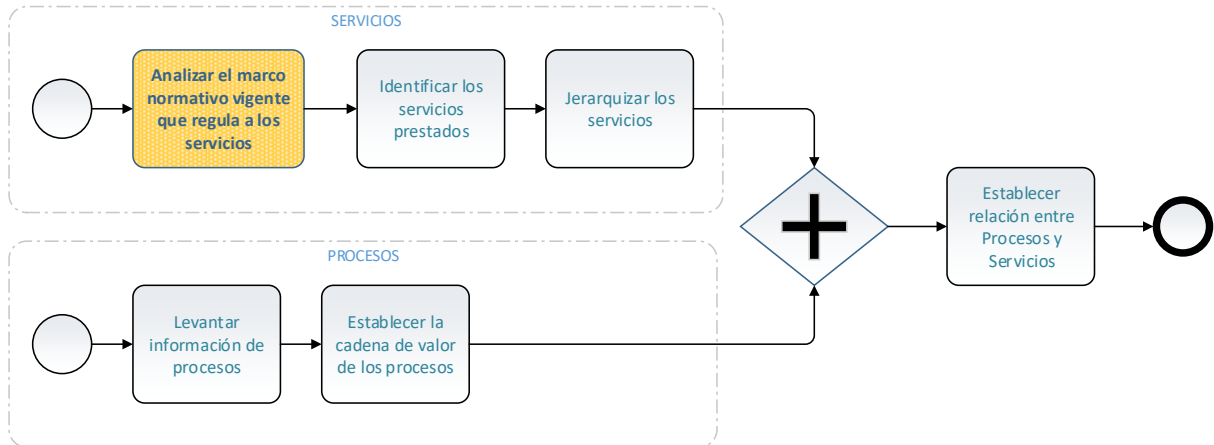 SERVICIOS
Analizar el marco
normativo vigente
que regula a los
servicios
Identificar los
servicios
prestados
Jerarquizar los
servicios
Establecer
relación entre
Procesos y
Servicios
PROCESOS
Levantar
información de
procesos
Establecer la
cadena de valor
de los procesos